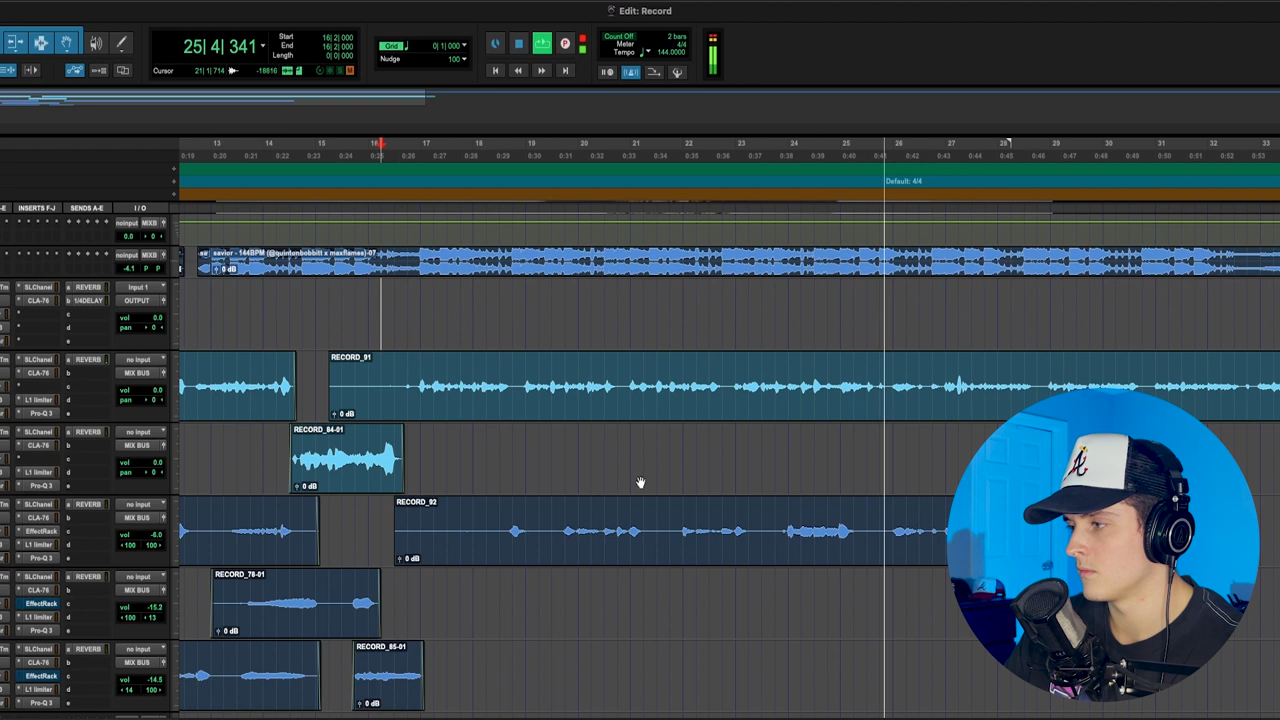 Edit: Record
25| 4| 341
Start 16| 2| 000
End 16| 2| 000
Length 0| 0| 000
Cursor 21| 1| 714 -18816
Grid 0| 1| 000
Nudge 100
Count Off 2 bars
Meter 4/4
Tempo 144.0000
13 14 15 16 17 18 19 20 21 22 23 24 25 26 27 28 29 30 31 32 33
0:19 0:20 0:21 0:22 0:23 0:24 0:26 0:27 0:28 0:29 0:30 0:31 0:32 0:33 0:34 0:35 0:36 0:37 0:38 0:39 0:40 0:42 0:43 0:44 0:45 0:46 0:47 0:48 0:49 0:50 0:51 0:52 0:53
Default: 4/4
INSERTS F-J SENDS A-E I / O
noinput MIXB
0.0 0
noinput MIXB
-4.1 P P
savior - 144BPM (@quintonbobbitt x maxflames)-07
0 dB
SLChanel a REVERB Input 1
CLA-76 b 1/4DELAY OUTPUT
c
d vol 0.0
e pan 0
SLChanel a REVERB no input
CLA-76 b MIX BUS
c
L1 limiter d vol 0.0
Pro-Q 3 e pan 0
RECORD_91
0 dB
SLChanel a REVERB no input
CLA-76 b MIX BUS
c
L1 limiter d vol 0.0
Pro-Q 3 e pan 0
RECORD_84-01
0 dB
SLChanel a REVERB no input
CLA-76 b MIX BUS
EffectRack c vol -6.0
L1 limiter d 100 100
Pro-Q 3 e
RECORD_92
0 dB
SLChanel a REVERB no input
CLA-76 b MIX BUS
EffectRack c vol -15.2
L1 limiter d 100 13
Pro-Q 3 e
RECORD_78-01
0 dB
SLChanel a REVERB no input
CLA-76 b MIX BUS
EffectRack c vol -14.5
L1 limiter d 14 100
Pro-Q 3 e
RECORD_85-01
0 dB